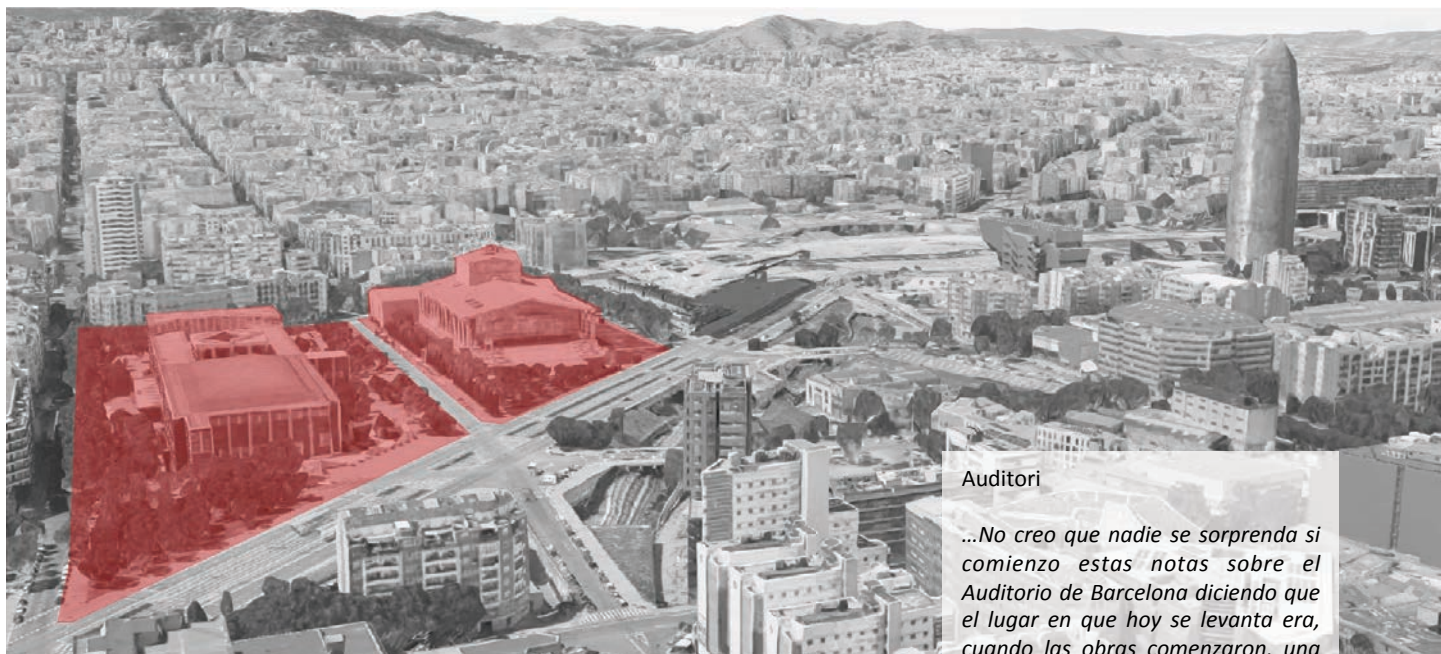 Auditori
...No creo que nadie se sorprenda si
comienzo estas notas sobre el
Auditorio de Barcelona diciendo que
el lugar en que hoy se levanta era,
cuando las obras comenzaron, una